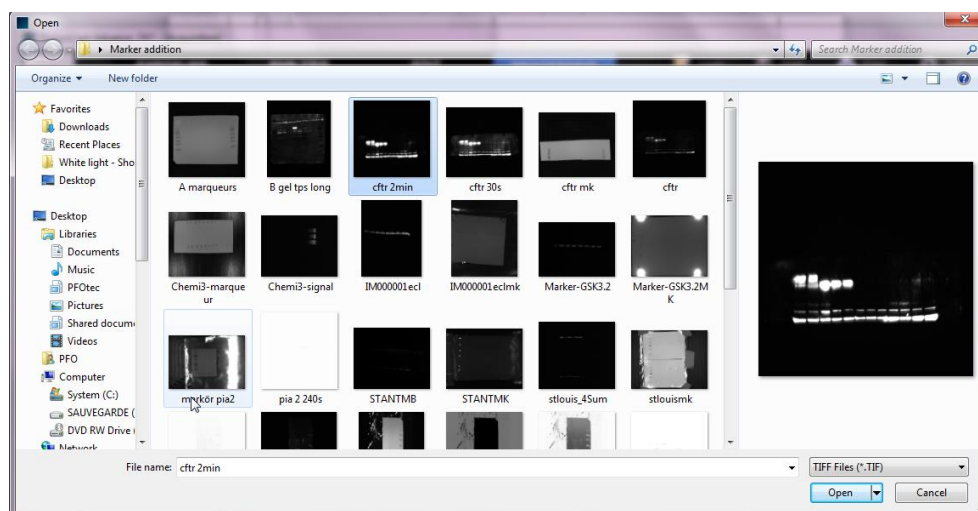 Open
Marker addition
Search Marker addition
Organize
New folder
Favorites
Downloads
Recent Places
White light - Sho
Desktop
Desktop
Libraries
Documents
Music
PFOtec
Pictures
Shared docum
Videos
PFO
Computer
System (C:)
SAUVEGARDE (
DVD RW Drive (
Network
A marqueurs
B gel tps long
cftr 2min
cftr 30s
cftr mk
cftr
Chemi3-marque
ur
Chemi3-signal
IM000001ecl
IM000001eclmk
Marker-GSK3.2
Marker-GSK3.2M
K
markör pia2
pia 2 240s
STANTMB
STANTMK
stlouis_4Sum
stlouismk
File name:
cftr 2min
TIFF Files (*.TIF)
Open
Cancel